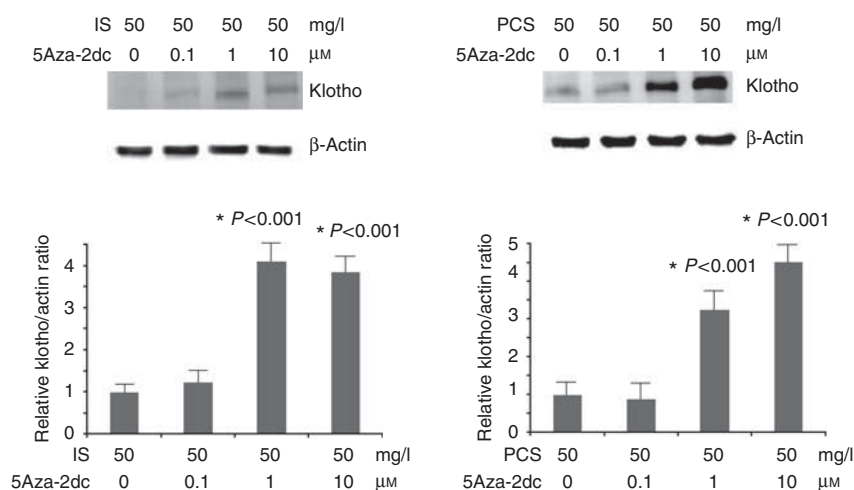 IS 50 50 50 50 mg/l
5Aza-2dc 0 0.1 1 10 μM
Klotho
β-Actin
* P<0.001
* P<0.001
Relative klotho/actin ratio
4
3
2
1
0
IS 50 50 50 50 mg/l
5Aza-2dc 0 0.1 1 10 μM
PCS 50 50 50 50 mg/l
5Aza-2dc 0 0.1 1 10 μM
Klotho
β-Actin
* P<0.001
* P<0.001
Relative klotho/actin ratio
5
4
3
2
1
0
PCS 50 50 50 50 mg/l
5Aza-2dc 0 0.1 1 10 μM